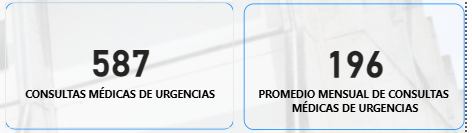 587
CONSULTAS MÉDICAS DE URGENCIAS
196
PROMEDIO MENSUAL DE CONSULTAS
MÉDICAS DE URGENCIAS